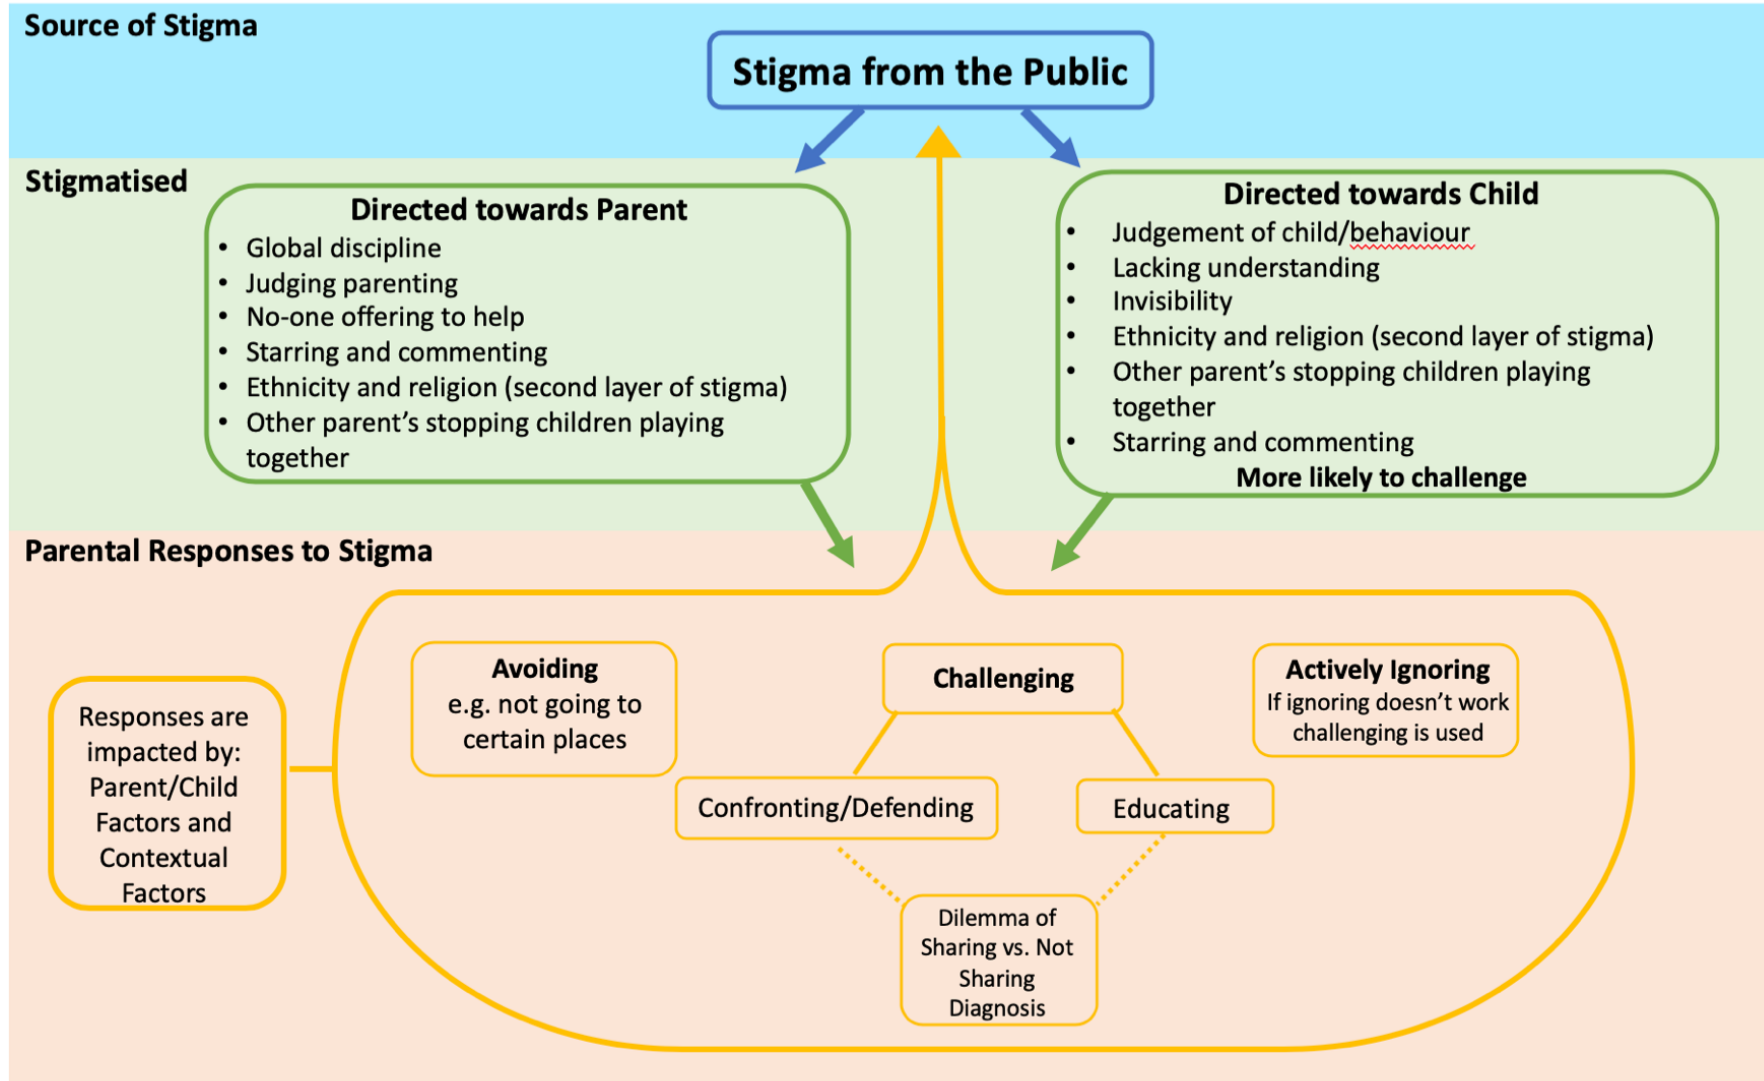 Source of Stigma
Stigma from the Public
Stigmatised
Directed towards Parent
• Global discipline
• Judging parenting
• No-one offering to help
• Starring and commenting
• Ethnicity and religion (second layer of stigma)
• Other parent’s stopping children playing
together
Directed towards Child
• Judgement of child/behaviour
• Lacking understanding
• Invisibility
• Ethnicity and religion (second layer of stigma)
• Other parent’s stopping children playing
together
• Starring and commenting
More likely to challenge
Parental Responses to Stigma
Responses are
impacted by:
Parent/Child
Factors and
Contextual
Factors
Avoiding
e.g. not going to
certain places
Challenging
Actively Ignoring
If ignoring doesn’t work
challenging is used
Confronting/Defending
Educating
Dilemma of
Sharing vs. Not
Sharing
Diagnosis